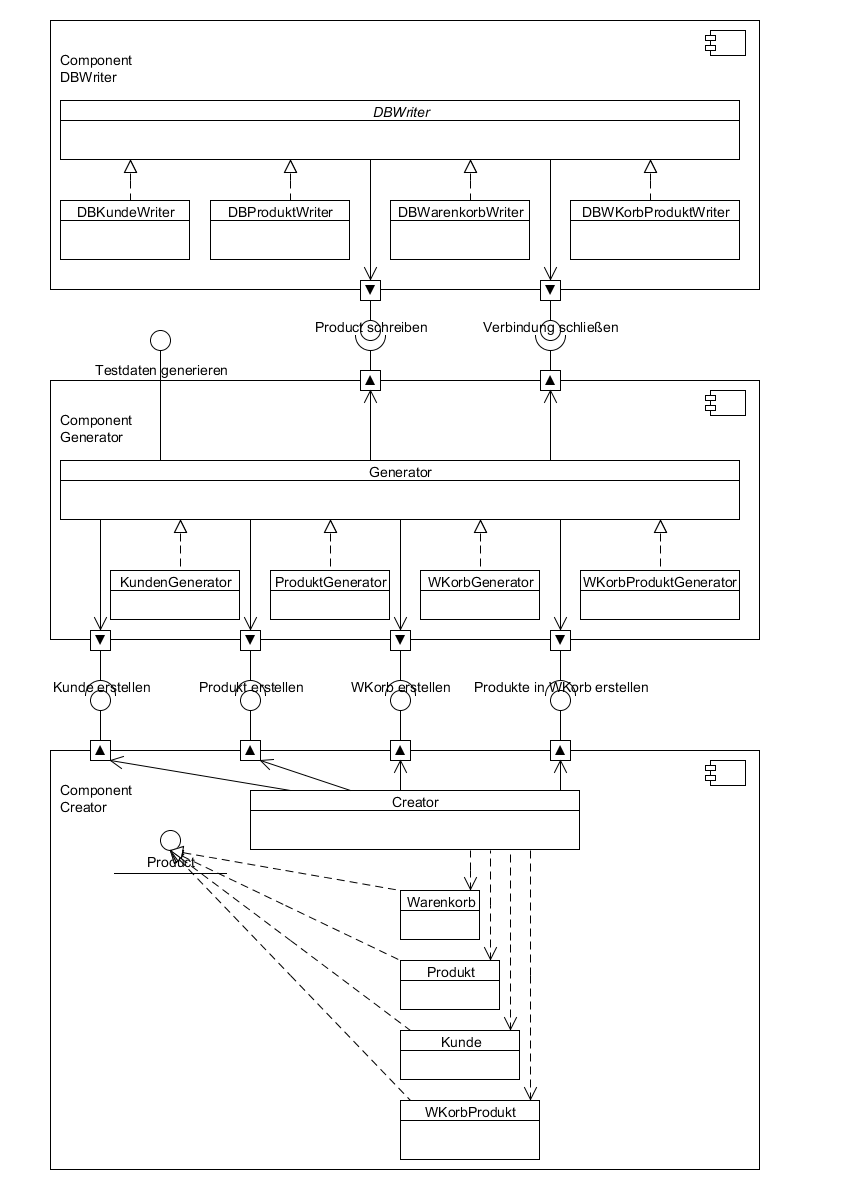 Component
DBWriter
DBWriter
DBKundeWriter
DBProduktWriter
DBWarenkorbWriter
DBWKorbProduktWriter
Product schreiben
Verbindung schließen
Testdaten generieren
Component
Generator
Generator
KundenGenerator
ProduktGenerator
WKorbGenerator
WKorbProduktGenerator
Kunde erstellen
Produkt erstellen
WKorb erstellen
Produkte in WKorb erstellen
Component
Creator
Creator
Product
Warenkorb
Produkt
Kunde
WKorbProdukt